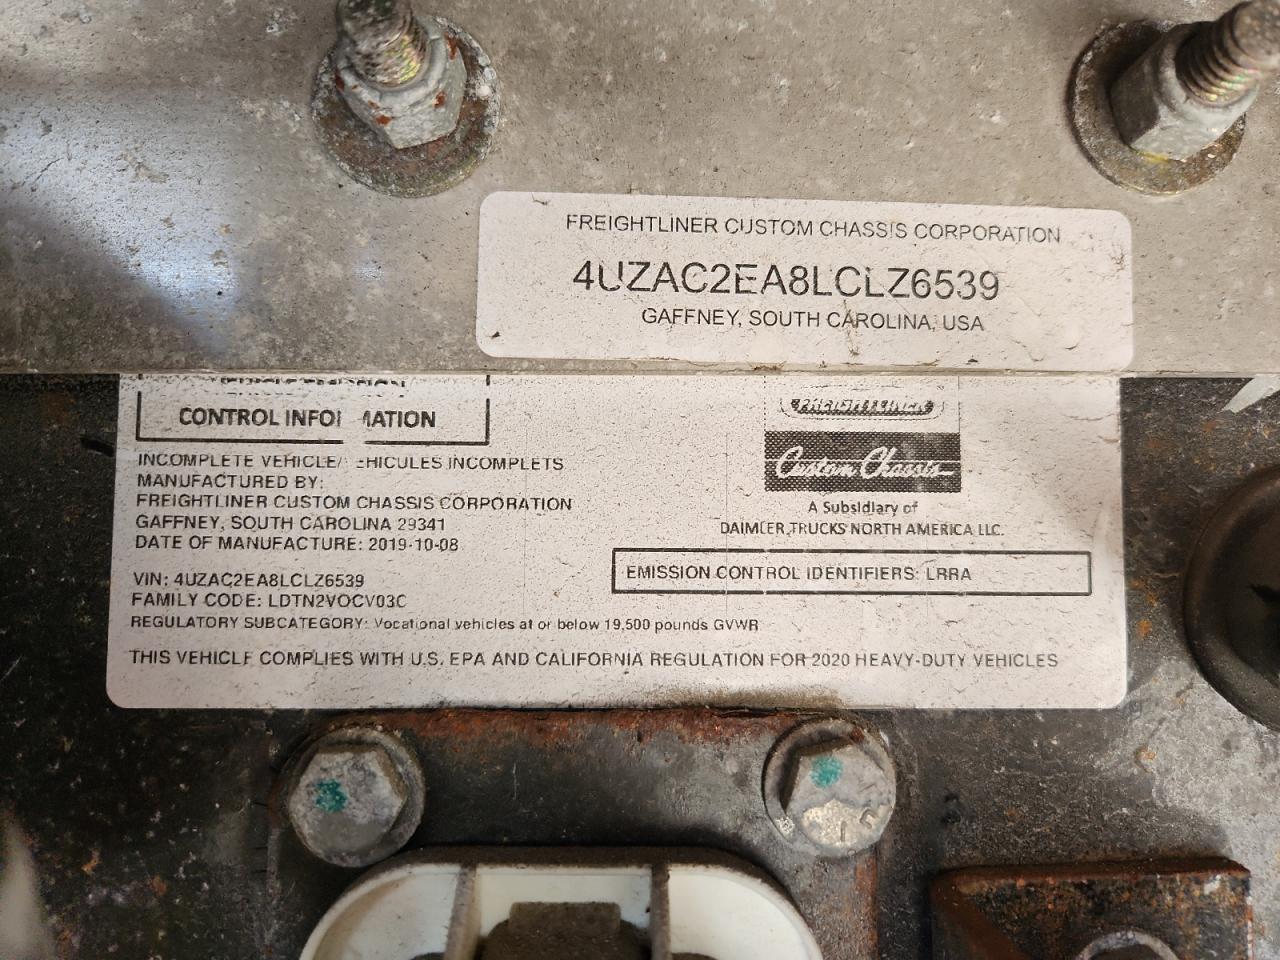 FREIGHTLINER CUSTOM CHASSIS CORPORATION
4UZAC2EA8LCLZ6539
GAFFNEY, SOUTH CAROLINA, USA
CONTROL INFO MATION
INCOMPLETE VEHICLE/ EHICULES INCOMPLETS
MANUFACTURED BY:
FREIGHTLINER CUSTOM CHASSIS CORPORATION
GAFFNEY, SOUTH CAROLINA 29341
DATE OF MANUFACTURE: 2019-10-08
VIN: 4UZAC2EA8LCLZ6539
FAMILY CODE: LDTN2VOCV03C
REGULATORY SUBCATEGORY: Vocational vehicles at or below 19,500 pounds GVWR
THIS VEHICLE COMPLIES WITH U.S. EPA AND CALIFORNIA REGULATION FOR 2020 HEAVY-DUTY VEHICLES
Custom Chassis
A Subsidiary of
DAIMLER TRUCKS NORTH AMERICA LLC.
EMISSION CONTROL IDENTIFIERS: LRRA